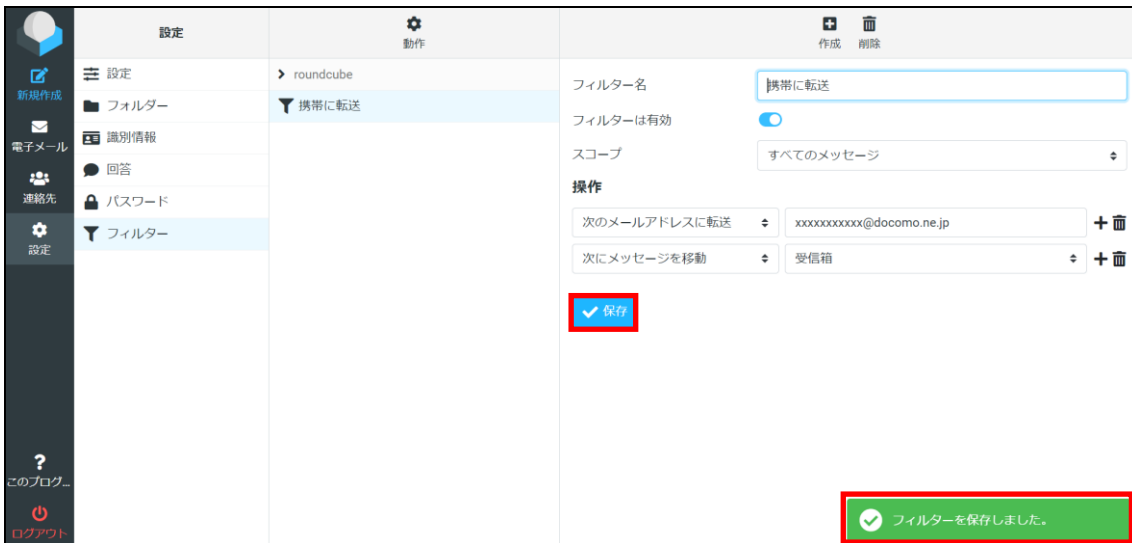 新規作成
電子メール
連絡先
設定
このプログ…
ログアウト
設定
設定
フォルダー
識別情報
回答
パスワード
フィルター
動作
roundcube
携帯に転送
作成 削除
フィルター名 携帯に転送
フィルターは有効
スコープ すべてのメッセージ
操作
次のメールアドレスに転送 xxxxxxxxxxx@docomo.ne.jp
次にメッセージを移動 受信箱
保存
フィルターを保存しました。